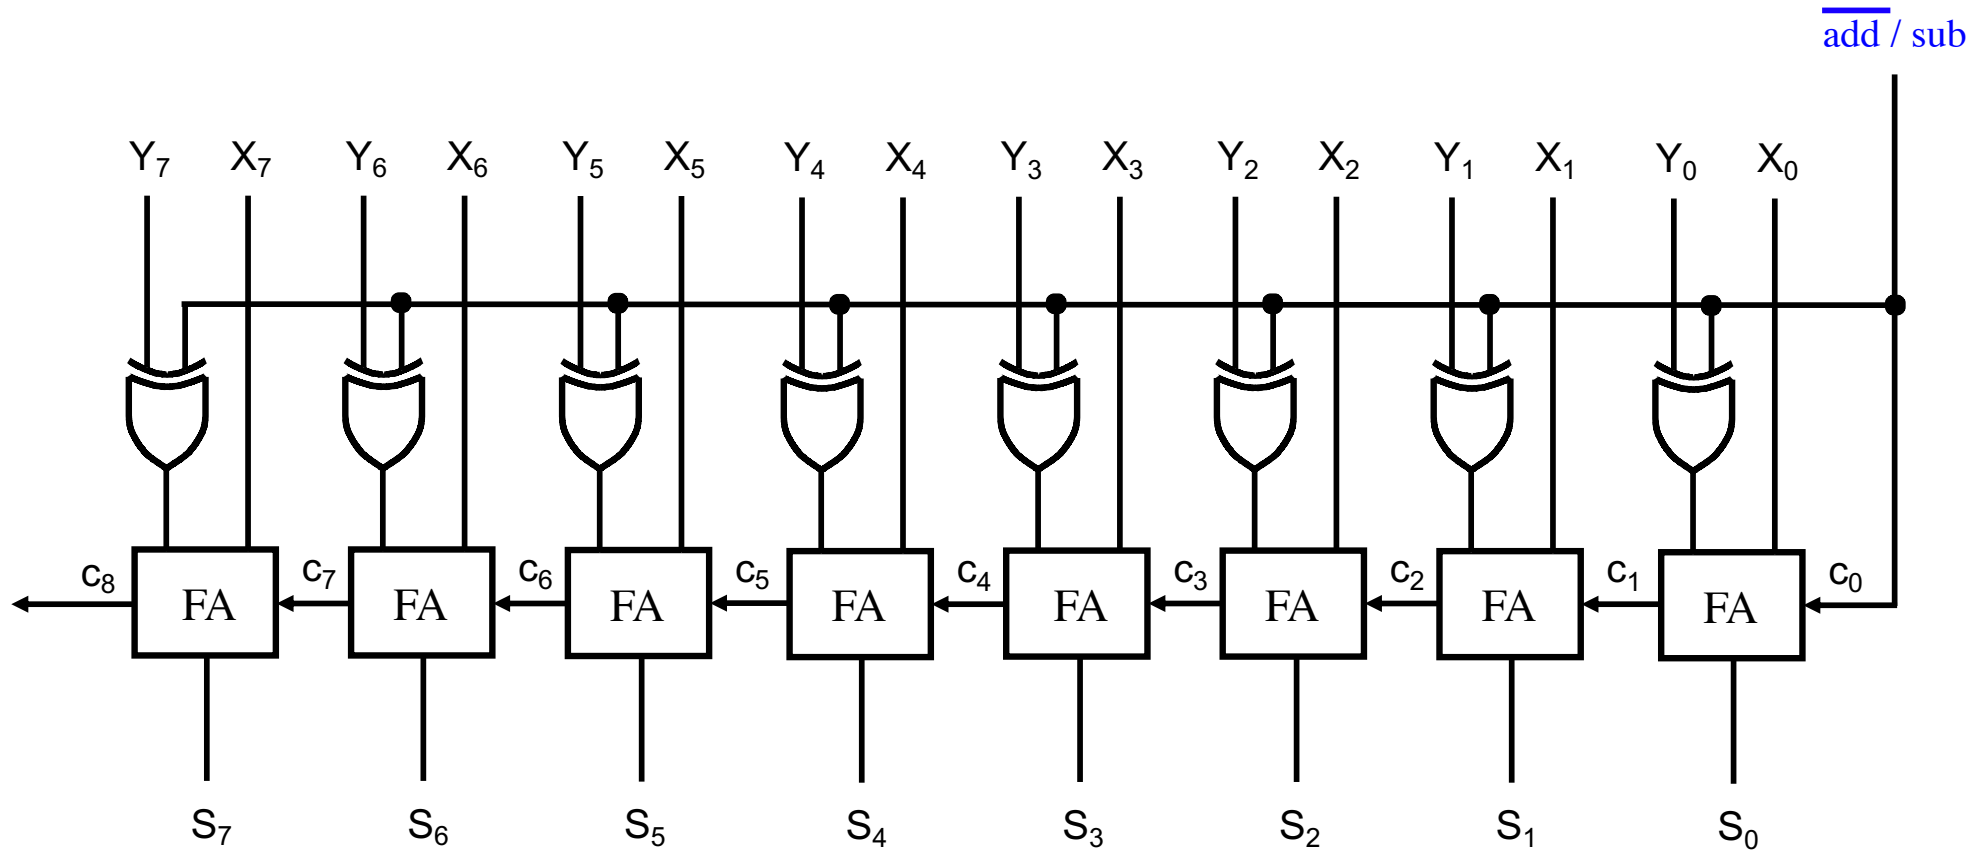 add / sub
Y7 X7 Y6 X6 Y5 X5 Y4 X4 Y3 X3 Y2 X2 Y1 X1 Y0 X0
c8 FA c7 FA c6 FA c5 FA c4 FA c3 FA c2 FA c1 FA c0
S7 S6 S5 S4 S3 S2 S1 S0